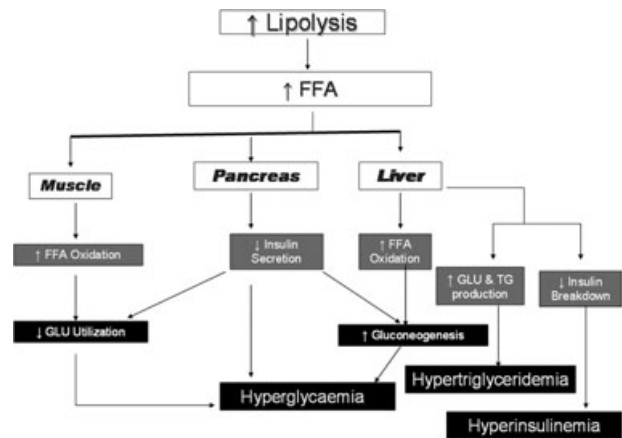 ↑ Lipolysis
↑ FFA
Muscle
Pancreas
Liver
↑ FFA Oxidation
↓ Insulin
Secretion
↑ FFA
Oxidation
↑ GLU & TG
production
↓ Insulin
Breakdown
↓ GLU Utilization
↑ Gluconeogenesis
Hyperglycaemia
Hypertriglyceridemia
Hyperinsulinemia